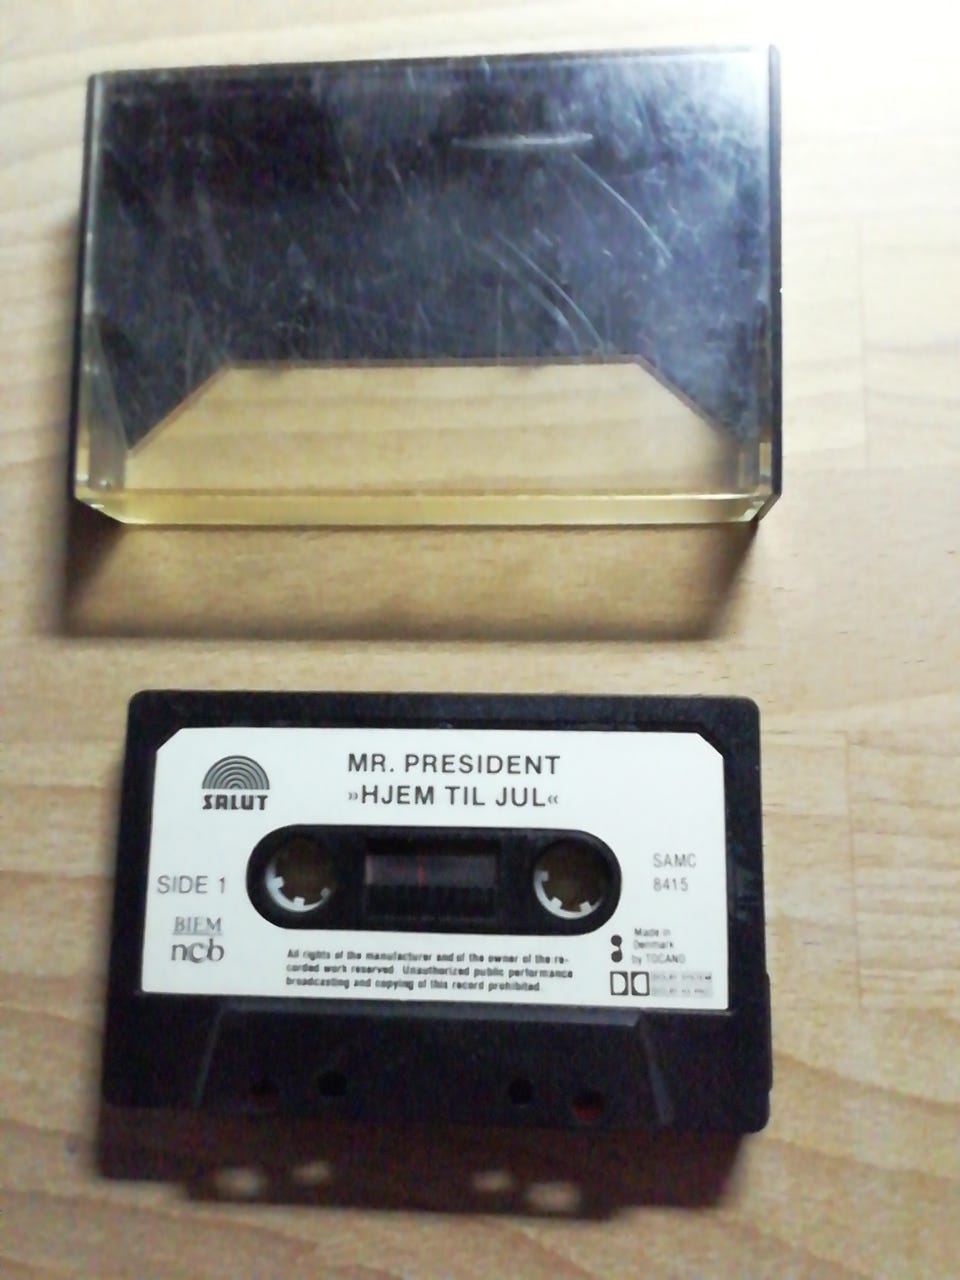 MR. PRESIDENT
»HJEM TIL JUL«
SALUT
SIDE 1
SAMC
8415
BIEM
ncb
All rights of the manufacturer and of the owner of the re-
corded work reserved. Unauthorized public performance
broadcasting and copying of this record prohibited.
Made in
Denmark
by TOCANO
DOLBY SYSTEM